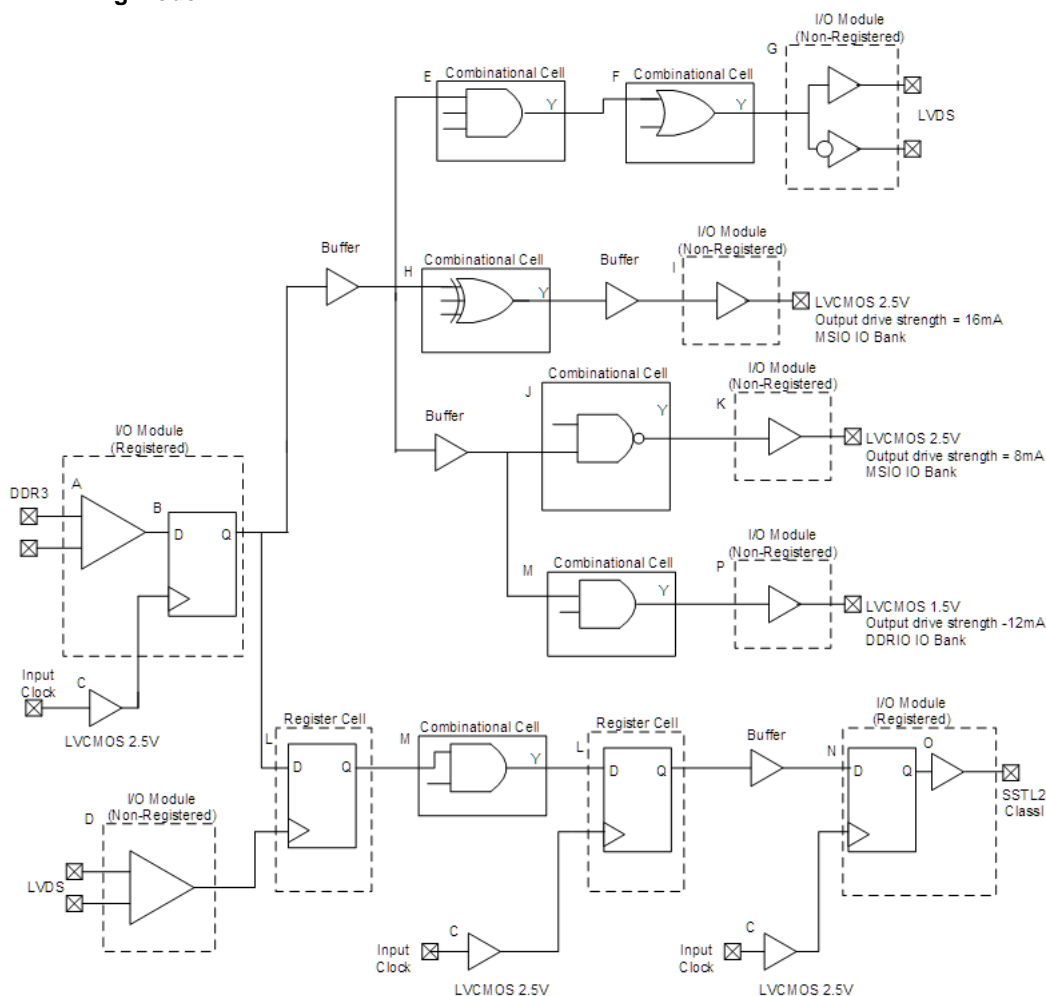 I/O Module
(Non-Registered)
G
E
Combinational Cell
Y
F
Combinational Cell
Y
LVDS
Buffer
H
Combinational Cell
Y
Buffer
I/O Module
(Non-Registered)
I
LVCMOS 2.5V
Output drive strength = 16mA
MSIO IO Bank
Buffer
J
Combinational Cell
Y
I/O Module
(Non-Registered)
K
LVCMOS 2.5V
Output drive strength = 8mA
MSIO IO Bank
I/O Module
(Registered)
DDR3
A
B
D
Q
M
Combinational Cell
Y
I/O Module
(Non-Registered)
P
LVCMOS 1.5V
Output drive strength -12mA
DDRIO IO Bank
Input
Clock
C
LVCMOS 2.5V
L
Register Cell
D
Q
M
Combinational Cell
Y
L
Register Cell
D
Q
Buffer
I/O Module
(Registered)
N
D
Q
O
SSTL2
ClassI
D
I/O Module
(Non-Registered)
LVDS
Input
Clock
C
LVCMOS 2.5V
Input
Clock
C
LVCMOS 2.5V